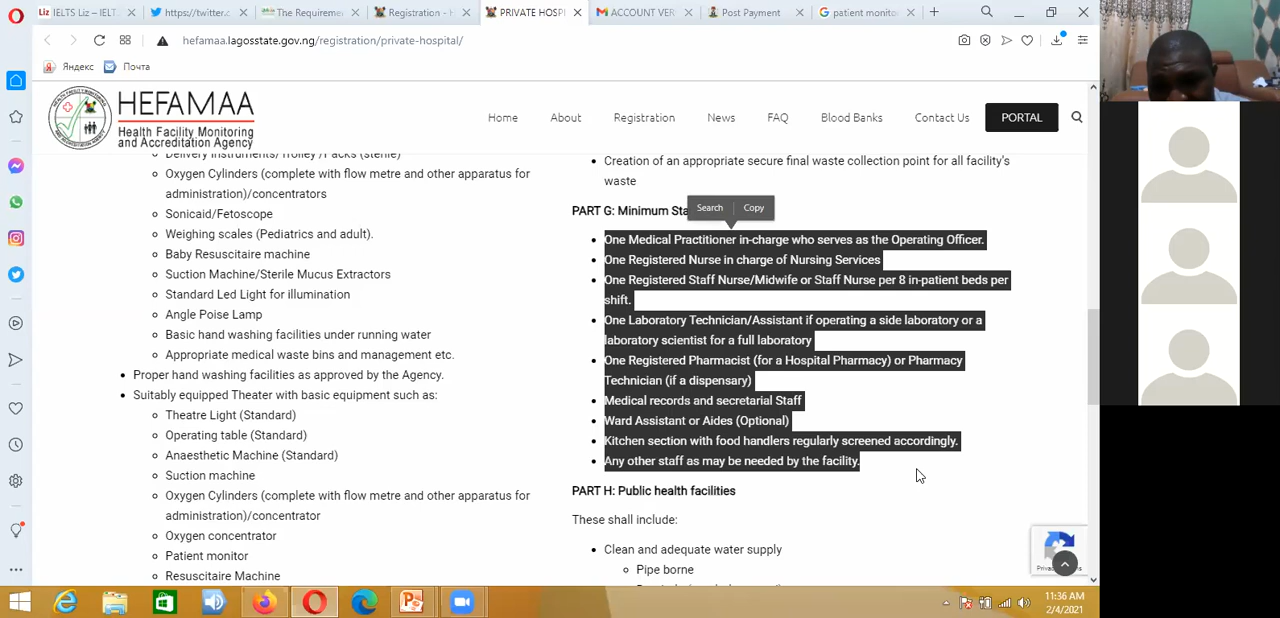 IELTS Liz – IELT..
https://twitter.c
The Requireme
Registration - H
PRIVATE HOSPI
ACCOUNT VER
Post Payment
patient monito
hefamaa.lagosstate.gov.ng/registration/private-hospital/
Яндекс
Почта
HEFAMAA
Health Facility Monitoring
and Accreditation Agency
Home
About
Registration
News
FAQ
Blood Banks
Contact Us
PORTAL
Delivery Instruments/ Trolley /Packs (sterile)
Oxygen Cylinders (complete with flow metre and other apparatus for
administration)/concentrators
Sonicaid/Fetoscope
Weighing scales (Pediatrics and adult).
Baby Resuscitaire machine
Suction Machine/Sterile Mucus Extractors
Standard Led Light for illumination
Angle Poise Lamp
Basic hand washing facilities under running water
Appropriate medical waste bins and management etc.
Proper hand washing facilities as approved by the Agency.
Suitably equipped Theater with basic equipment such as:
Theatre Light (Standard)
Operating table (Standard)
Anaesthetic Machine (Standard)
Suction machine
Oxygen Cylinders (complete with flow metre and other apparatus for
administration)/concentrator
Oxygen concentrator
Patient monitor
Resuscitaire Machine
Creation of an appropriate secure final waste collection point for all facility's
waste
PART G: Minimum Sta
Search
Copy
One Medical Practitioner in-charge who serves as the Operating Officer.
One Registered Nurse in charge of Nursing Services
One Registered Staff Nurse/Midwife or Staff Nurse per 8 in-patient beds per
shift.
One Laboratory Technician/Assistant if operating a side laboratory or a
laboratory scientist for a full laboratory
One Registered Pharmacist (for a Hospital Pharmacy) or Pharmacy
Technician (if a dispensary)
Medical records and secretarial Staff
Ward Assistant or Aides (Optional)
Kitchen section with food handlers regularly screened accordingly.
Any other staff as may be needed by the facility.
PART H: Public health facilities
These shall include:
Clean and adequate water supply
Pipe borne
11:36 AM
2/4/2021